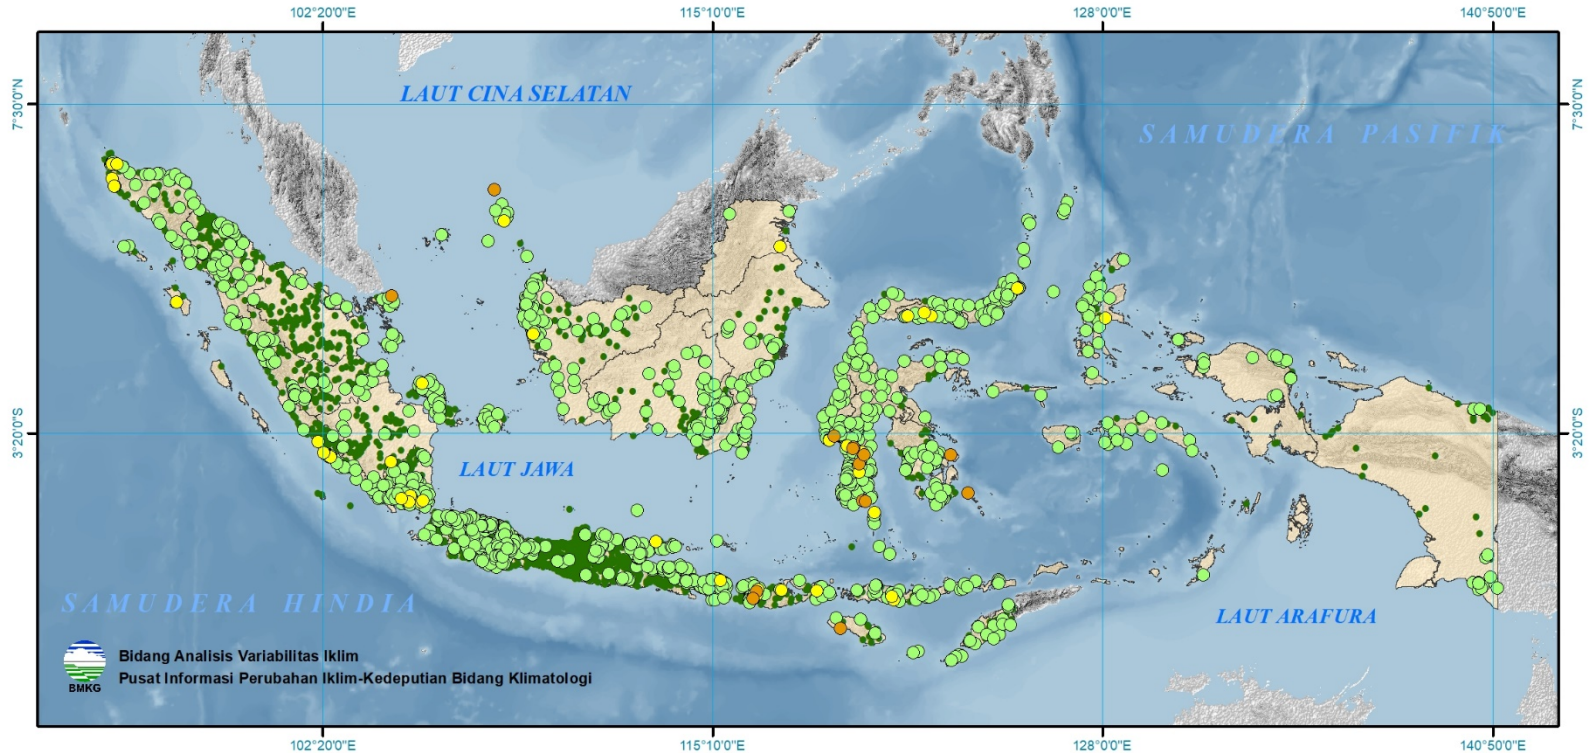 102°20'0"E 115°10'0"E 128°0'0"E 140°50'0"E
7°30'0"N 7°30'0"N
LAUT CINA SELATAN
SAMUDERA PASIFIK
3°20'0"S 3°20'0"S
LAUT JAWA
SAMUDERA HINDIA
LAUT ARAFURA
Bidang Analisis Variabilitas Iklim
Pusat Informasi Perubahan Iklim-Kedeputian Bidang Klimatologi
BMKG
102°20'0"E 115°10'0"E 128°0'0"E 140°50'0"E